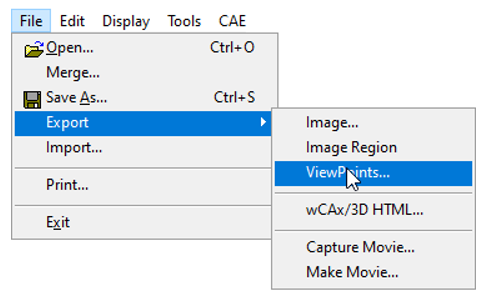 File Edit Display Tools CAE
Open... Ctrl+O
Merge...
Save As... Ctrl+S
Export
Import...
Print...
Exit
Image...
Image Region
ViewPoints...
wCAx/3D HTML...
Capture Movie...
Make Movie...